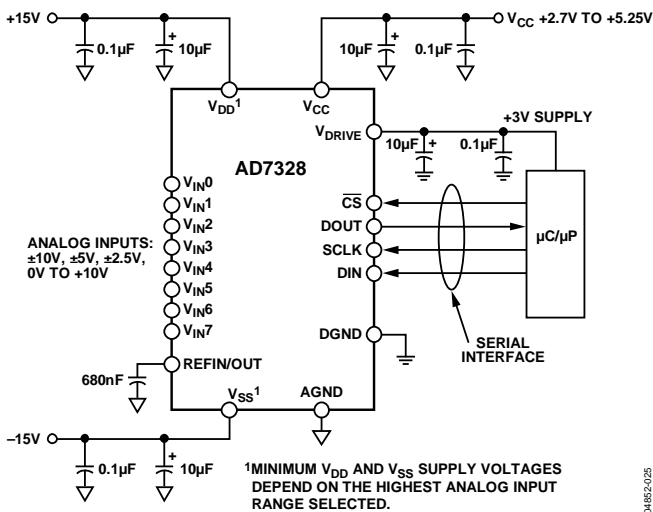 +15V
0.1µF
+
10µF
VDD1
VCC
10µF
+
0.1µF
VCC +2.7V TO +5.25V
VDRIVE
+3V SUPPLY
10µF
+
0.1µF
AD7328
VIN0
VIN1
VIN2
VIN3
VIN4
VIN5
VIN6
VIN7
ANALOG INPUTS:
±10V, ±5V, ±2.5V,
0V TO +10V
CS
DOUT
SCLK
DIN
µC/µP
DGND
SERIAL
INTERFACE
REFIN/OUT
680nF
VSS1
AGND
–15V
0.1µF
+
10µF
1MINIMUM VDD AND VSS SUPPLY VOLTAGES
DEPEND ON THE HIGHEST ANALOG INPUT
RANGE SELECTED.
04852-025